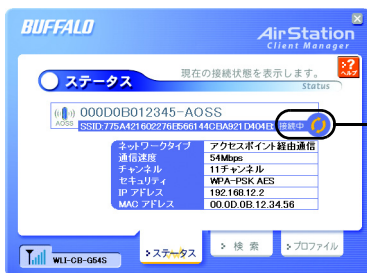 BUFFALO
AirStation
Client Manager
ステータス
現在の接続状態を表示します。
Status
?
ヘルプ
000D0B012345-AOSS
AOSS
SSID:775A421602276B566144CBA921D404B 接続中
ネットワークタイプ アクセスポイント経由通信
通信速度 54Mbps
チャンネル 11チャンネル
セキュリティ WPA-PSK AES
IP アドレス 192.168.12.2
MAC アドレス 00.0D.0B.12.34.56
WLI-CB-G54S
ステータス
検 索
プロファイル